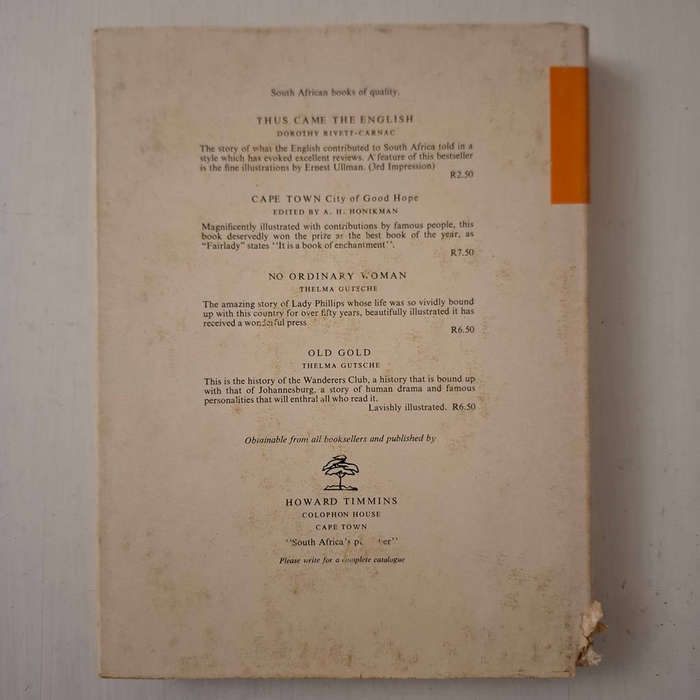 South African books of quality.
THUS CAME THE ENGLISH
DOROTHY RIVETT-CARNAC
The story of what the English contributed to South Africa told in a
style which has evoked excellent reviews. A feature of this bestseller
is the fine illustrations by Ernest Ullman. (3rd Impression)
R2.50
CAPE TOWN City of Good Hope
EDITED BY A. H. HONIKMAN
Magnificently illustrated with contributions by famous people, this
book deservedly won the prize as the best book of the year, as
"Fairlady" states "It is a book of enchantment".
R7.50
NO ORDINARY WOMAN
THELMA GUTSCHE
The amazing story of Lady Phillips whose life was so vividly bound
up with this country for over fifty years, beautifully illustrated it has
received a wonderful press
R6.50
OLD GOLD
THELMA GUTSCHE
This is the history of the Wanderers Club, a history that is bound up
with that of Johannesburg, a story of human drama and famous
personalities that will enthral all who read it.
Lavishly illustrated. R6.50
Obtainable from all booksellers and published by
HOWARD TIMMINS
COLOPHON HOUSE
CAPE TOWN
"South Africa's
Please write for a complete catalogue